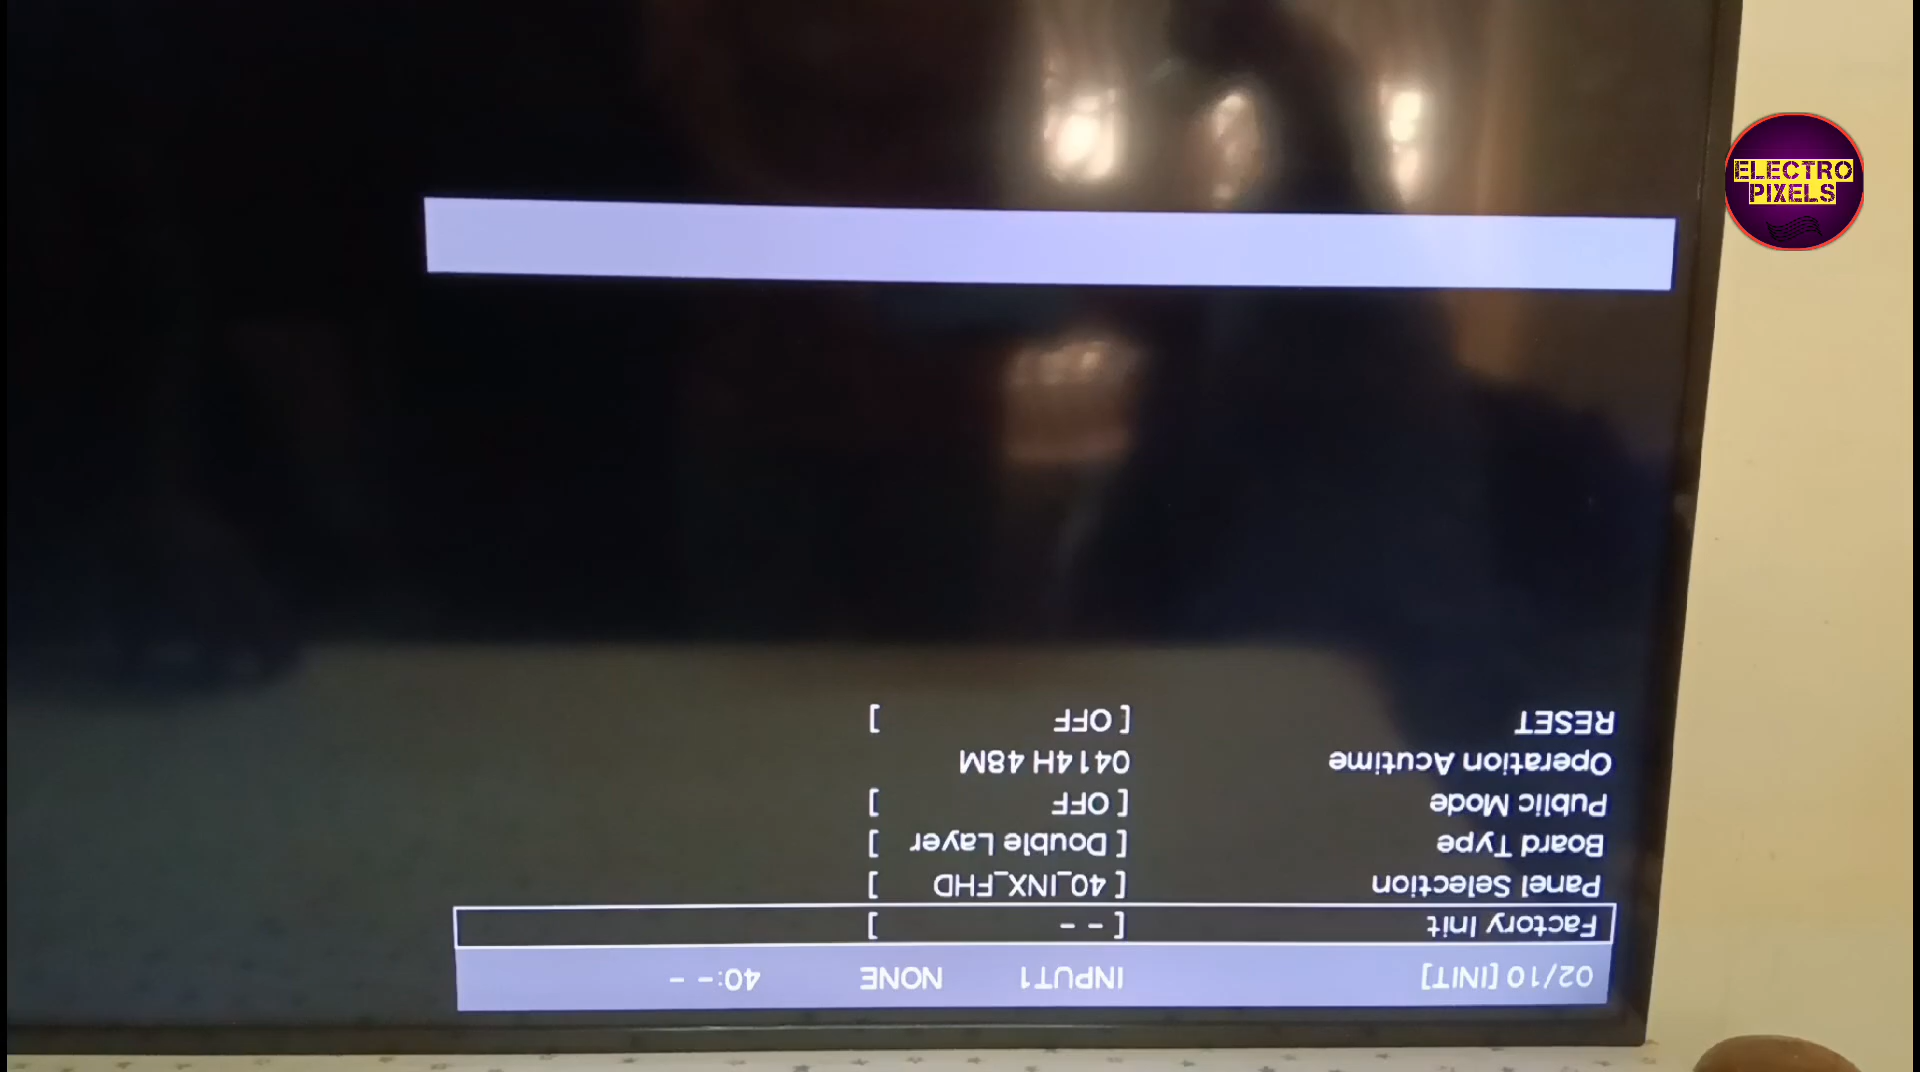 02/10 [INIT] INPUT1 NONE 40:- -
Factory Init [ - - ]
Panel Selection [ 40_INX_FHD ]
Board Type [ Double Layer ]
Public Mode [ OFF ]
Operation Acutime 0414H 48M
RESET [ OFF ]
ELECTRO
PIXELS